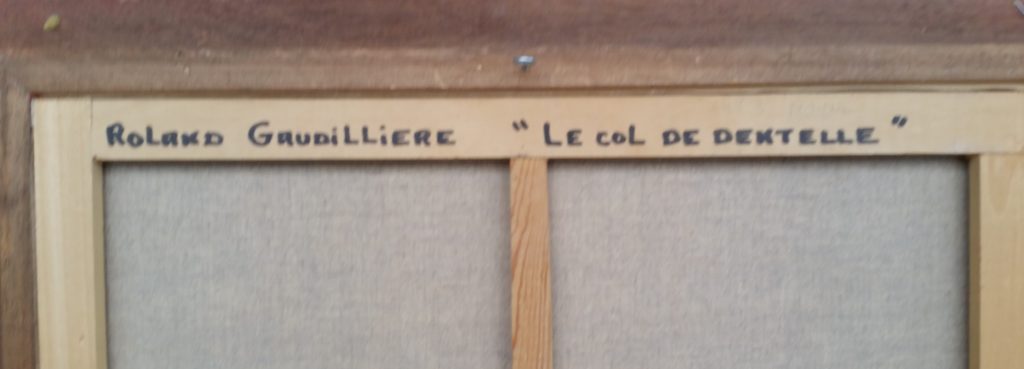 ROLAND GAUDILLIERE " LE COL DE DENTELLE "